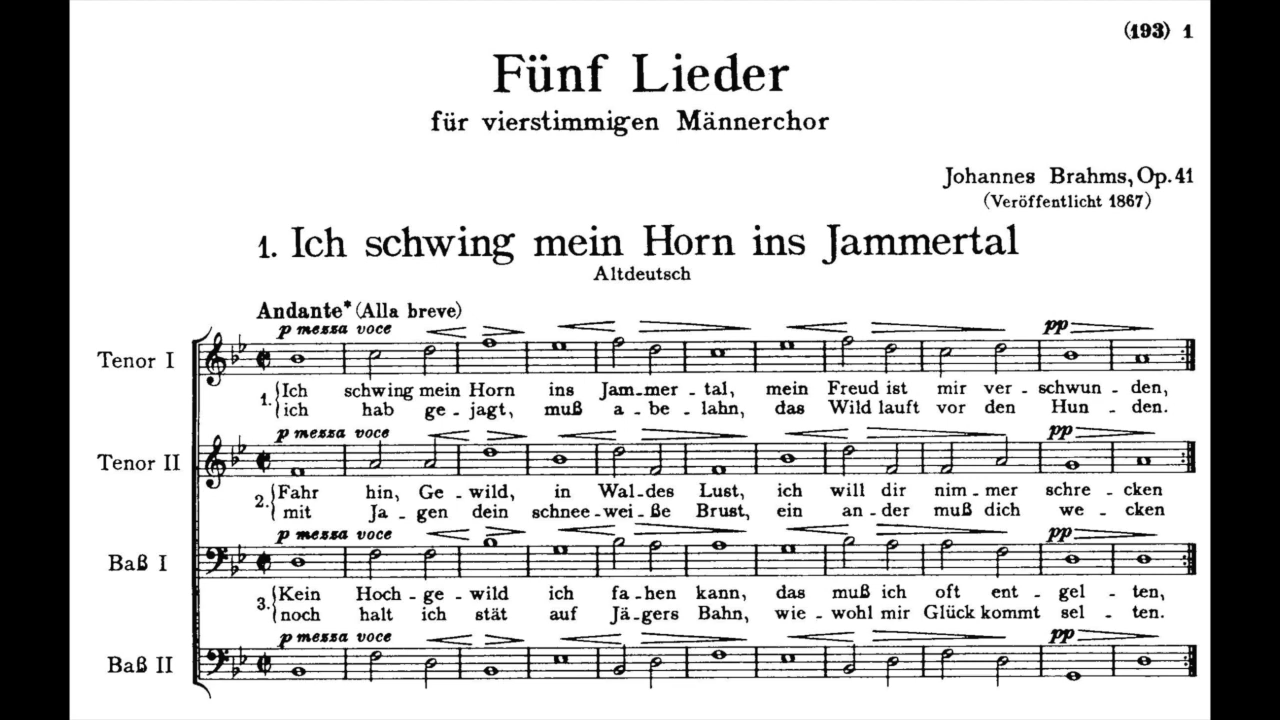 (193) 1
Fünf Lieder
für vierstimmigen Männerchor
Johannes Brahms, Op. 41
(Veröffentlicht 1867)
1. Ich schwing mein Horn ins Jammertal
Altdeutsch
Andante* (Alla breve)
p mezza voce
pp
Tenor I
1. {Ich schwing mein Horn ins Jam-mer-tal, mein Freud ist mir ver-schwun-den,
ich hab ge-jagt, muß a-be-lahn, das Wild lauft vor den Hun-den.
p mezza voce
pp
Tenor II
2. {Fahr hin, Ge-wild, in Wal-des Lust, ich will dir nim-mer schre-cken
mit Ja-gen dein schnee-wei-ße Brust, ein an-der muß dich we-cken
p mezza voce
pp
Baß I
3. {Kein Hoch-ge-wild ich fa-hen kann, das muß ich oft ent-gel-ten,
noch halt ich stät auf Jä-gers Bahn, wie-wohl mir Glück kommt sel-ten.
p mezza voce
pp
Baß II